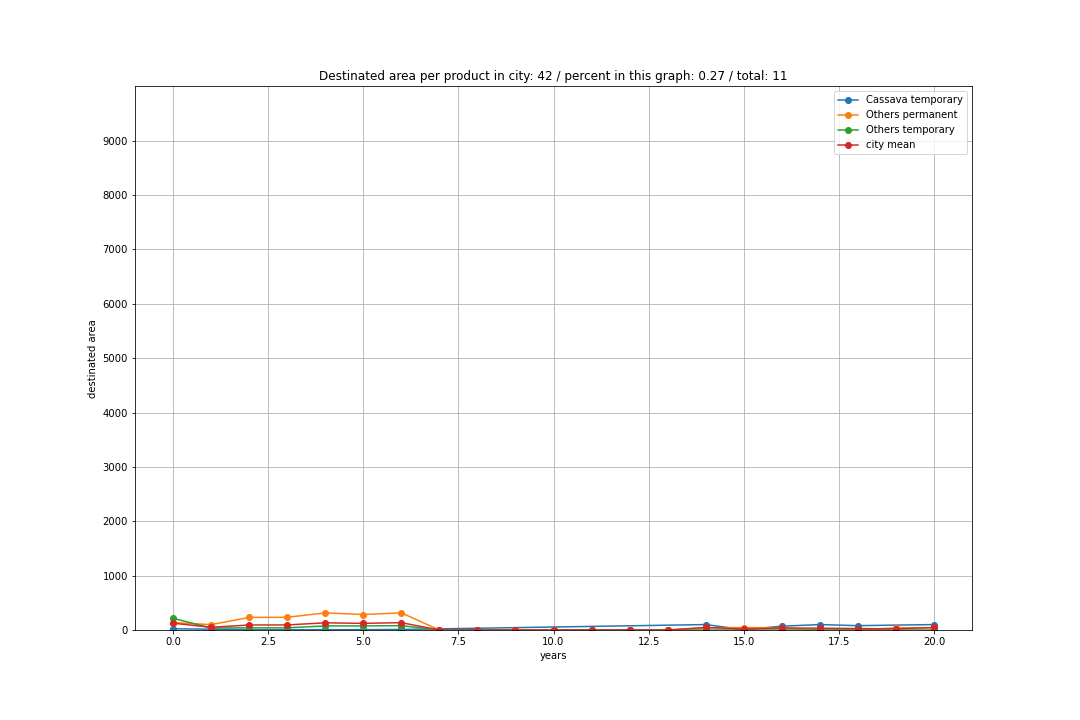 Destinated area per product in city: 42 / percent in this graph: 0.27 / total: 11
Cassava temporary
Others permanent
Others temporary
city mean
9000
8000
7000
6000
5000
4000
3000
2000
1000
0
destinated area
0.0 2.5 5.0 7.5 10.0 12.5 15.0 17.5 20.0
years